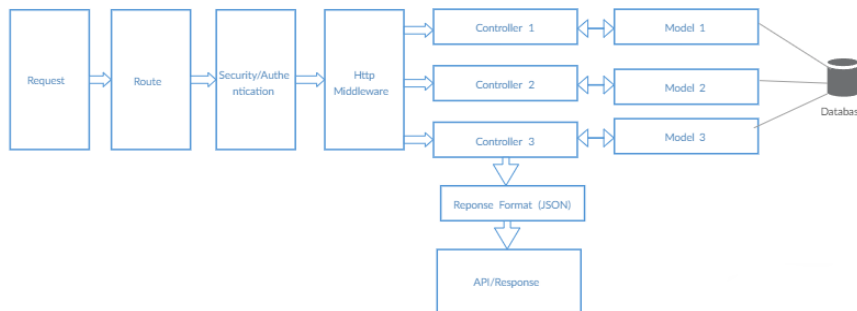 Controller 1
Model 1
Request
Route
Security/Authe
ntication
Http
Middleware
Controller 2
Model 2
Databas
Controller 3
Model 3
Reponse Format (JSON)
API/Response